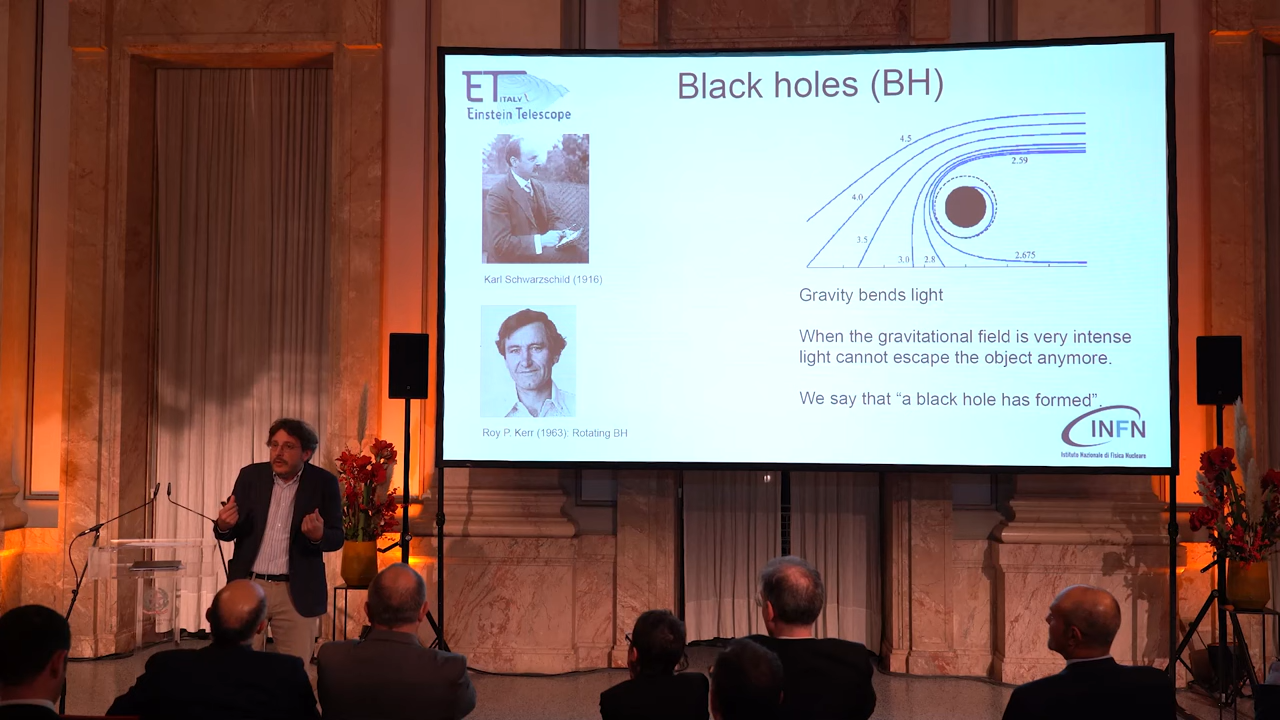 Black holes (BH)
ET
ITALY
Einstein Telescope
Karl Schwarzschild (1916)
Roy P. Kerr (1963): Rotating BH
4.5
2.59
4.0
3.5
3.0
2.8
2.675
Gravity bends light
When the gravitational field is very intense
light cannot escape the object anymore.
We say that “a black hole has formed”.
INFN
Istituto Nazionale di Fisica Nucleare